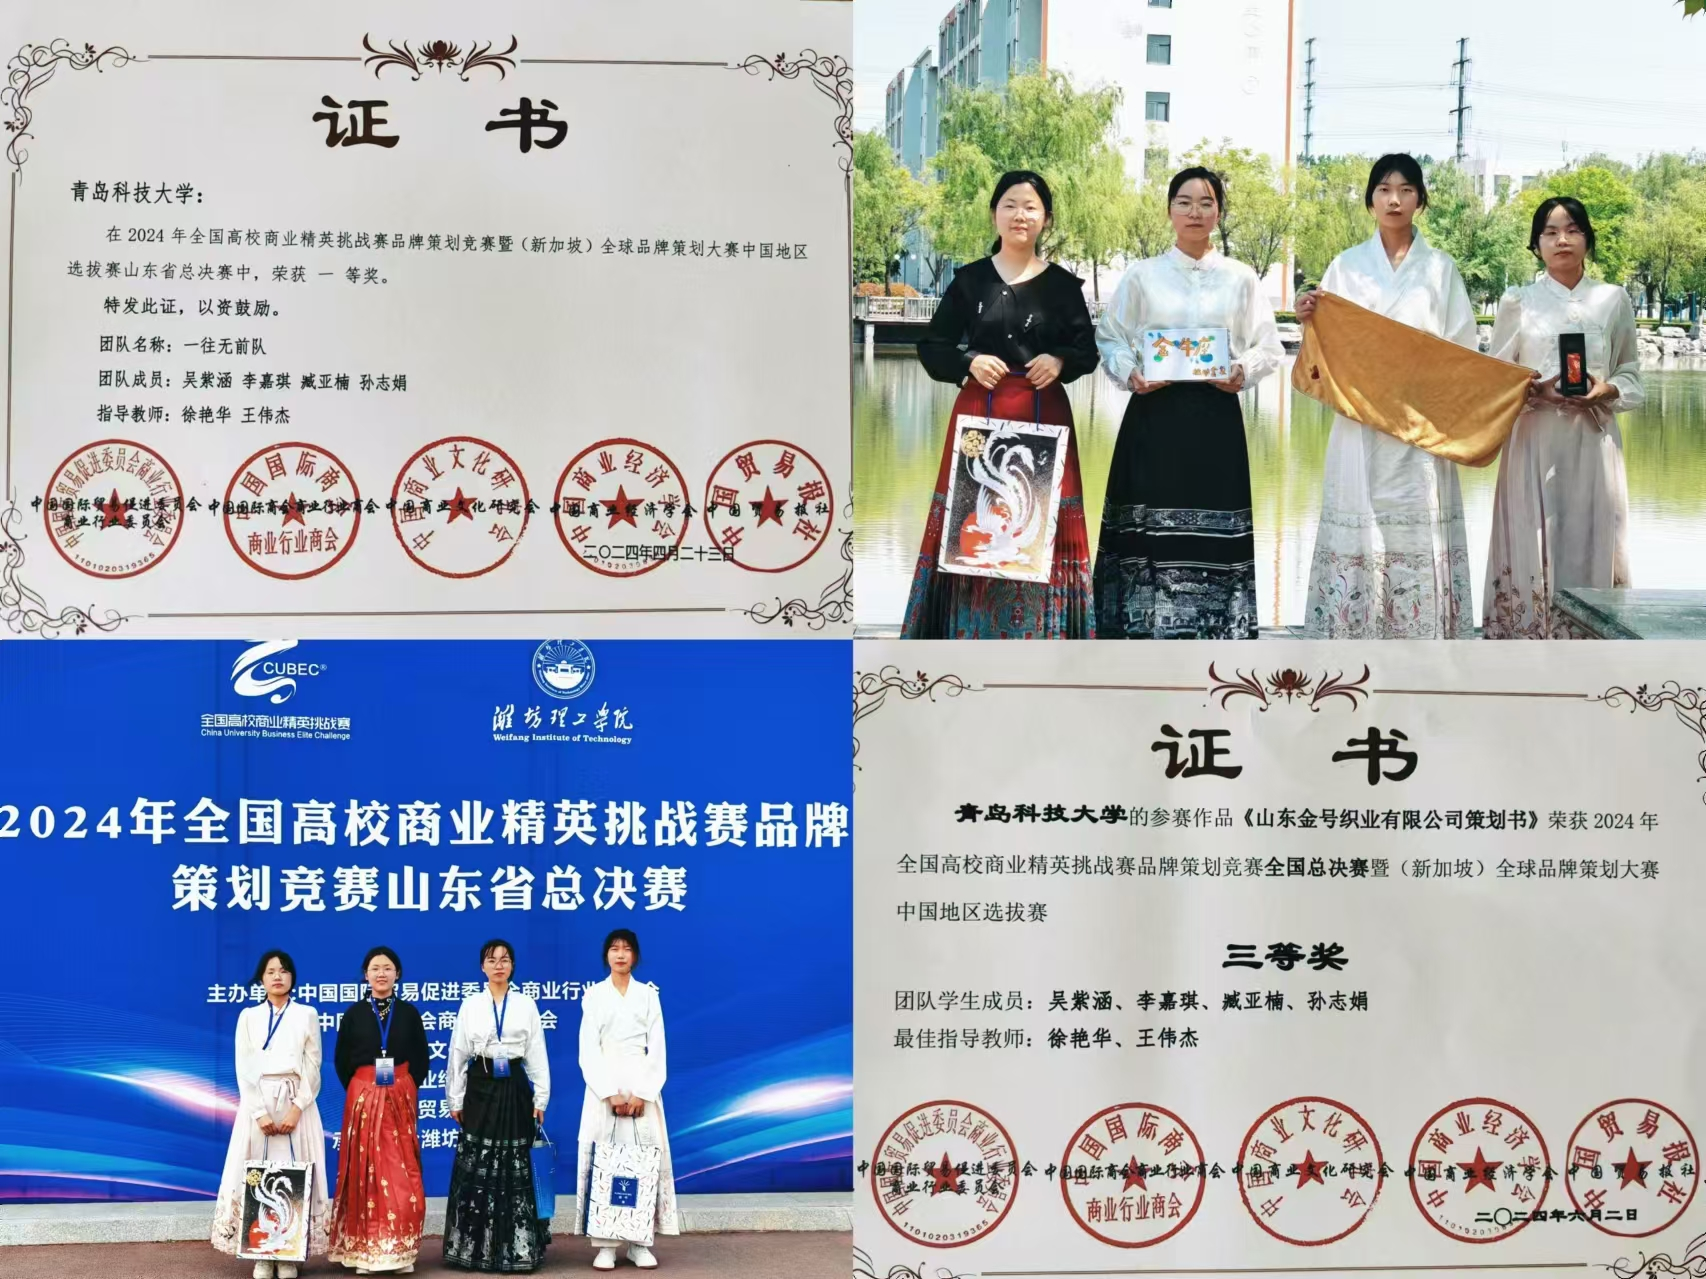 证 书
青岛科技大学：
在 2024 年全国高校商业精英挑战赛品牌策划竞赛暨（新加坡）全球品牌策划大赛中国地区
选拔赛山东省总决赛中，荣获 一 等奖。
特发此证，以资鼓励。
团队名称：一往无前队
团队成员：吴紫涵 李嘉琪 臧亚楠 孙志娟
指导教师：徐艳华 王伟杰
中国国际贸易促进委员会商业行业委员会
中国国际商会商业行业商会
中国商业文化研究会
中国商业经济学会
中国贸易报社
商业行业商会
1101020319365
二〇二四年四月二十三日
金牛座
CUBEC®
全国高校商业精英挑战赛
China University Business Elite Challenge
潍坊理工学院
Weifang Institute of Technology
2024年全国高校商业精英挑战赛品牌
策划竞赛山东省总决赛
主办单
:中国国际贸易促进委员会商业行业
证 书
青岛科技大学的参赛作品《山东金号织业有限公司策划书》荣获 2024 年
全国高校商业精英挑战赛品牌策划竞赛全国总决赛暨（新加坡）全球品牌策划大赛
中国地区选拔赛
三等奖
团队学生成员：吴紫涵、李嘉琪、臧亚楠、孙志娟
最佳指导教师：徐艳华、王伟杰
中国国际贸易促进委员会商业行业委员会
中国国际商会商业行业商会
中国商业文化研究会
中国商业经济学会
中国贸易报社
商业行业商会
1101020319365
二〇二四年六月二日